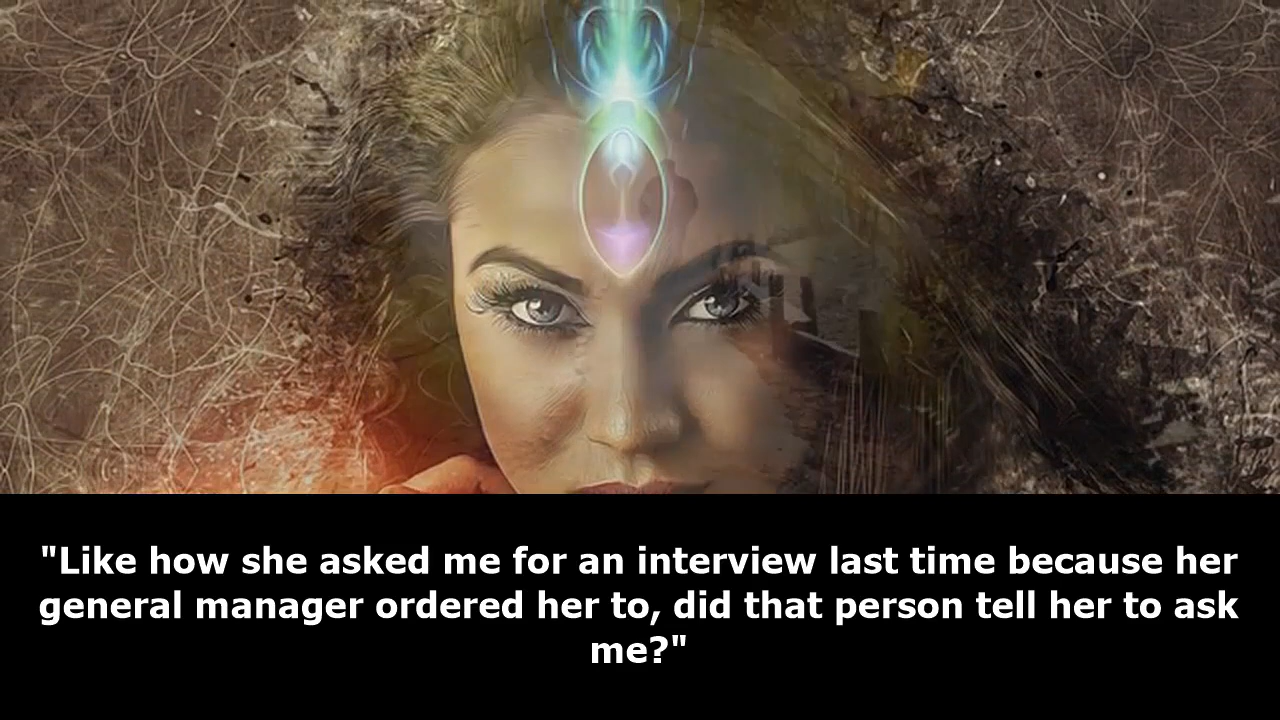 "Like how she asked me for an interview last time because her
general manager ordered her to, did that person tell her to ask
me?"